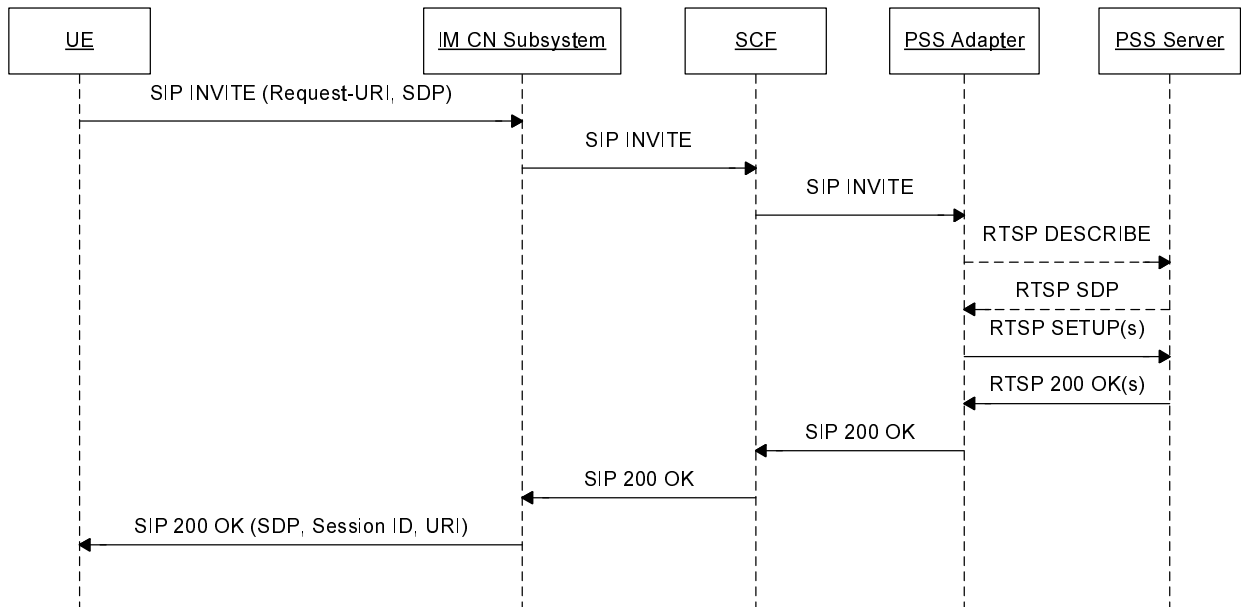 UE
IM CN Subsystem
SCF
PSS Adapter
PSS Server
SIP INVITE (Request-URI, SDP)
SIP INVITE
SIP INVITE
RTSP DESCRIBE
RTSP SDP
RTSP SETUP(s)
RTSP 200 OK(s)
SIP 200 OK
SIP 200 OK
SIP 200 OK (SDP, Session ID, URI)